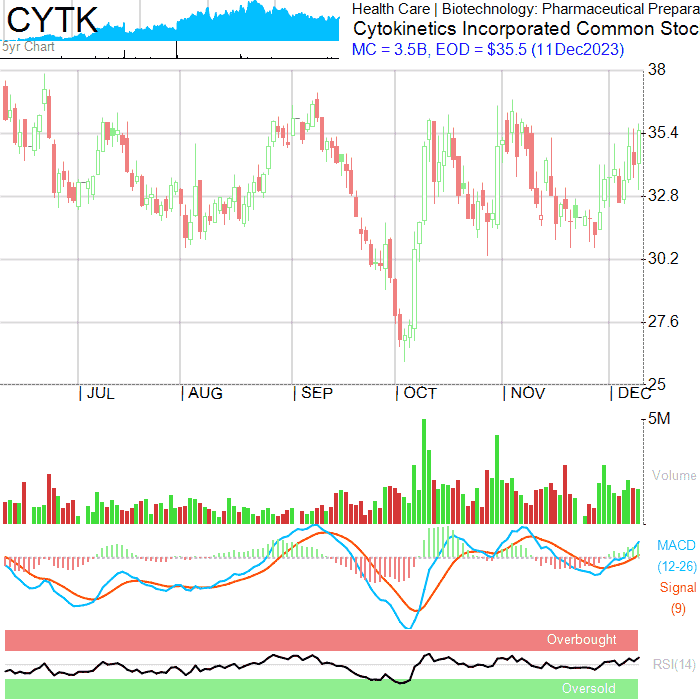 CYTK
5yr Chart
Health Care | Biotechnology: Pharmaceutical Prepara
Cytokinetics Incorporated Common Stoc
MC = 3.5B, EOD = $35.5 (11Dec2023)
38
35.4
32.8
30.2
27.6
25
JUL AUG SEP OCT NOV DEC
5M
Volume
MACD
(12-26)
Signal
(9)
Overbought
RSI(14)
Oversold